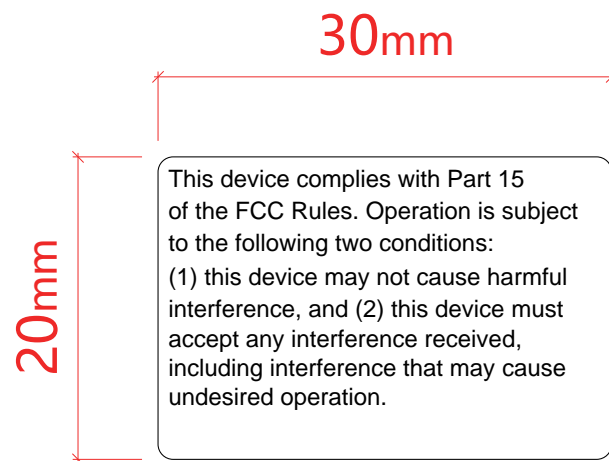 30mm
20mm
This device complies with Part 15
of the FCC Rules. Operation is subject
to the following two conditions:
(1) this device may not cause harmful
interference, and (2) this device must
accept any interference received,
including interference that may cause
undesired operation.